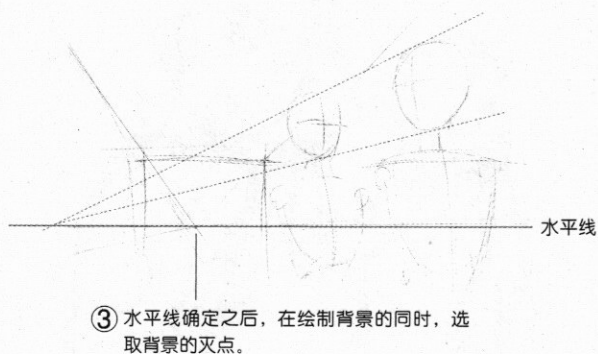 水平线
③ 水平线确定之后，在绘制背景的同时，选
取背景的灭点。